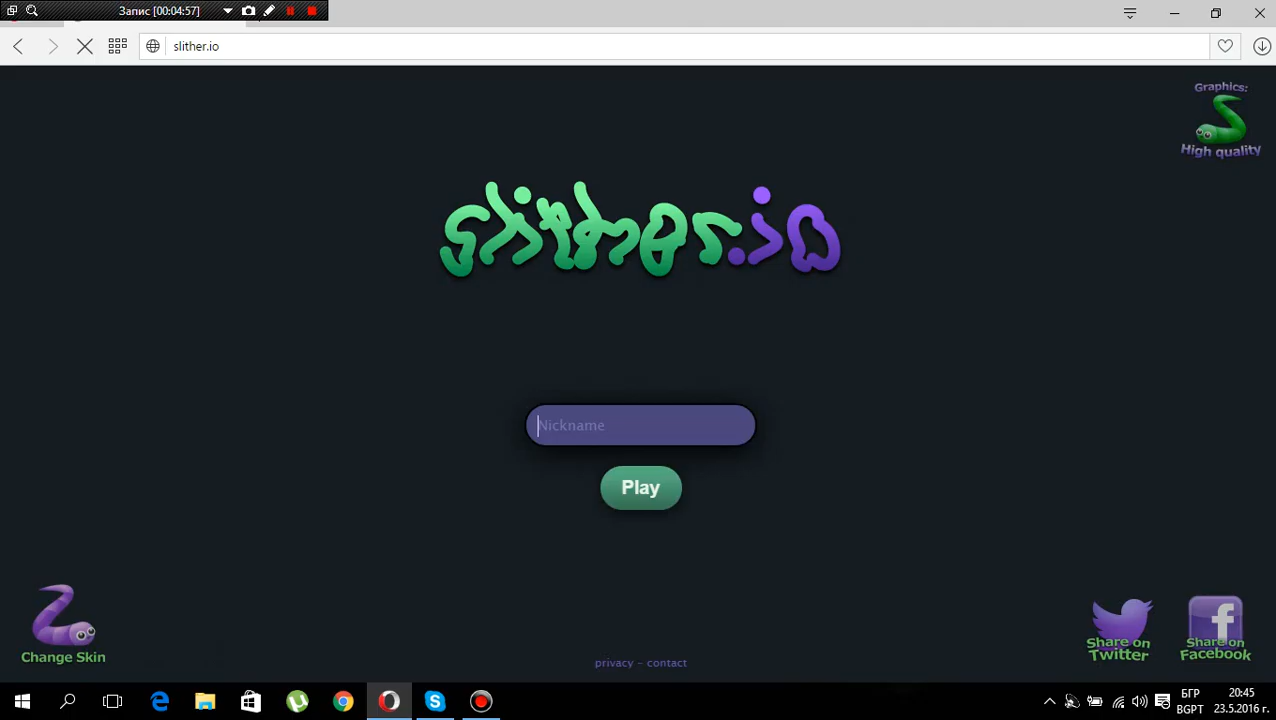 Запис [00:04:57]
slither.io
Graphics:
High quality
slither.io
Nickname
Play
Change Skin
Share on
Twitter
Share on
Facebook
privacy - contact
БГР
BGPT
20:45
23.5.2016 г.